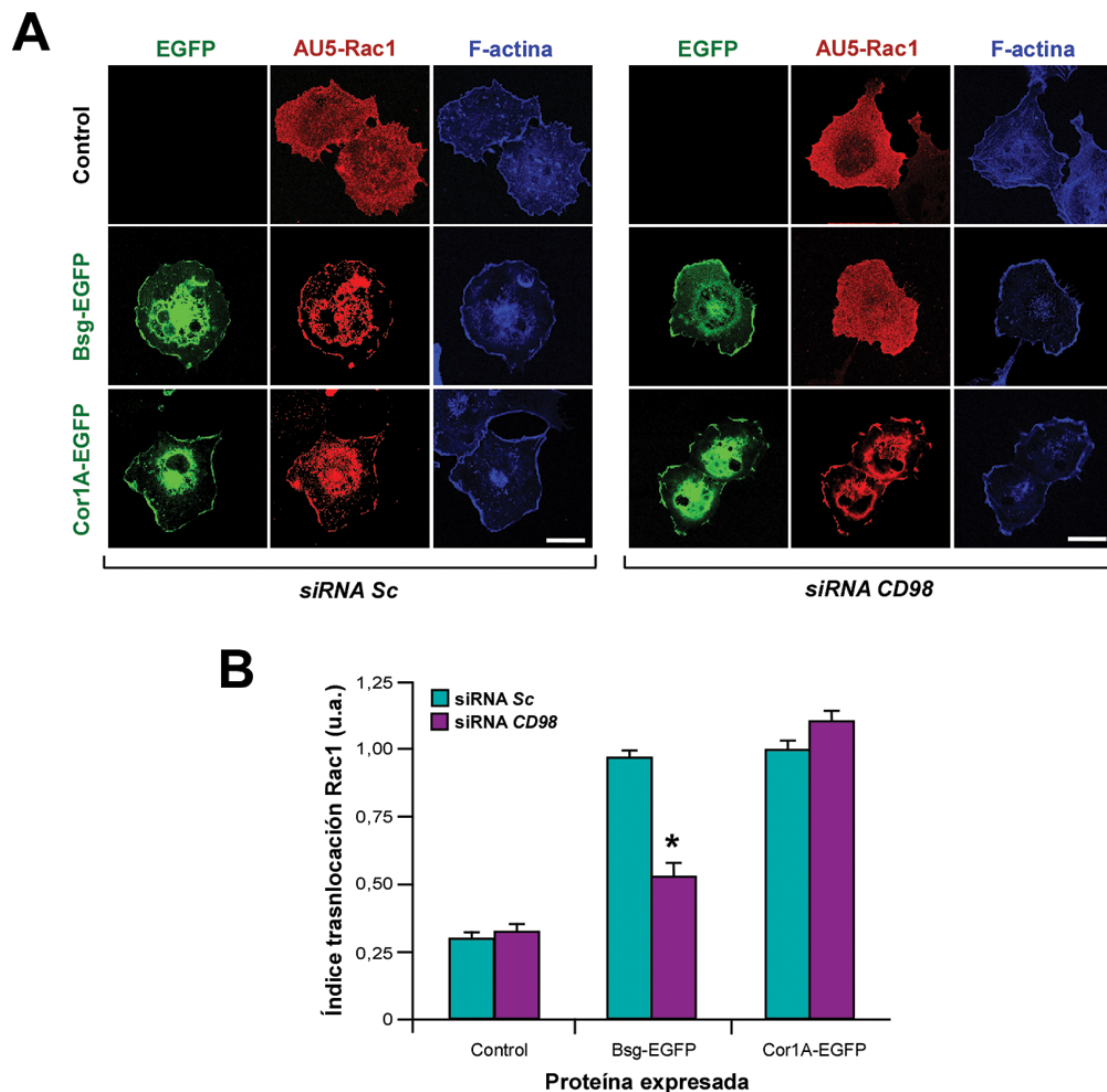 A
EGFP AU5-Rac1 F-actina EGFP AU5-Rac1 F-actina
Control
Bsg-EGFP
Cor1A-EGFP
siRNA Sc siRNA CD98
B
Índice trasnlocación Rac1 (u.a.)
1,25
1,00
0,75
0,50
0,25
0
siRNA Sc
siRNA CD98
*
Control Bsg-EGFP Cor1A-EGFP
Proteína expresada